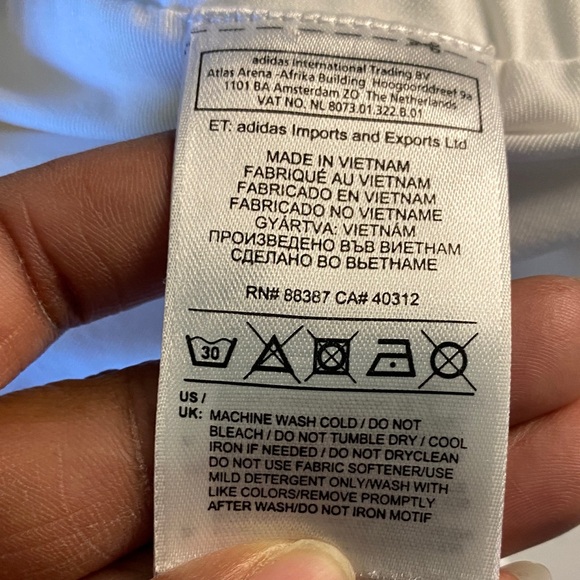 adidas International Trading BV
Atlas Arena -Afrika Building Hoogoorddreef 9a
1101 BA Amsterdam ZO The Netherlands
VAT NO. NL 8073.01.322.B.01
ET: adidas Imports and Exports Ltd
MADE IN VIETNAM
FABRIQUÉ AU VIETNAM
FABRICADO EN VIETNAM
FABRICADO NO VIETNAME
GYÁRTVA: VIETNÁM
ПРОИЗВЕДЕНО ВЪВ ВИЕТНАМ
СДЕЛАНО ВО ВЬЕТНАМЕ
RN# 88387 CA# 40312
30
US /
UK: MACHINE WASH COLD / DO NOT
BLEACH / DO NOT TUMBLE DRY / COOL
IRON IF NEEDED / DO NOT DRYCLEAN
DO NOT USE FABRIC SOFTENER/USE
MILD DETERGENT ONLY/WASH WITH
LIKE COLORS/REMOVE PROMPTLY
AFTER WASH/DO NOT IRON MOTIF